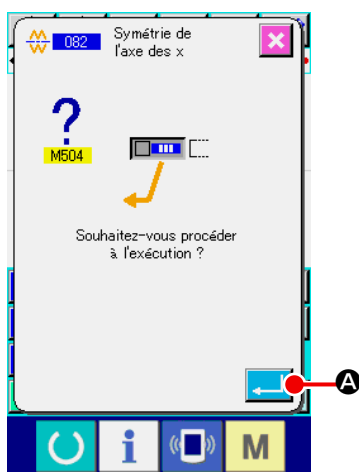 082
Symétrie de
l'axe des x
?
M504
Souhaitez-vous procéder
à l'exécution ?
A
i
M